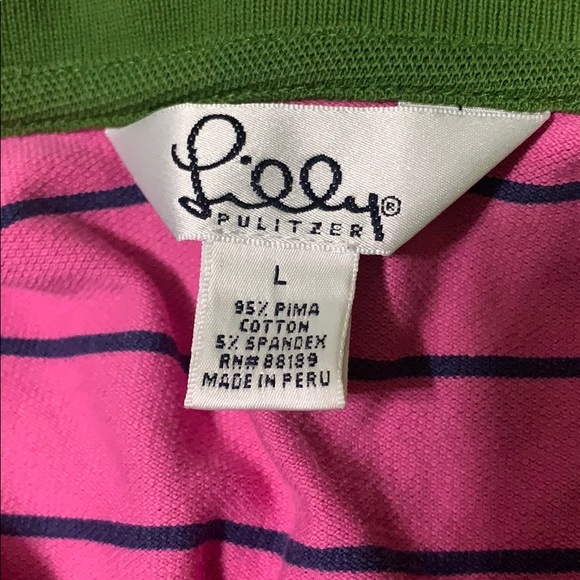 Lilly®
PULITZER
L
95% PIMA
COTTON
5% SPANDEX
RN# 88189
MADE IN PERU